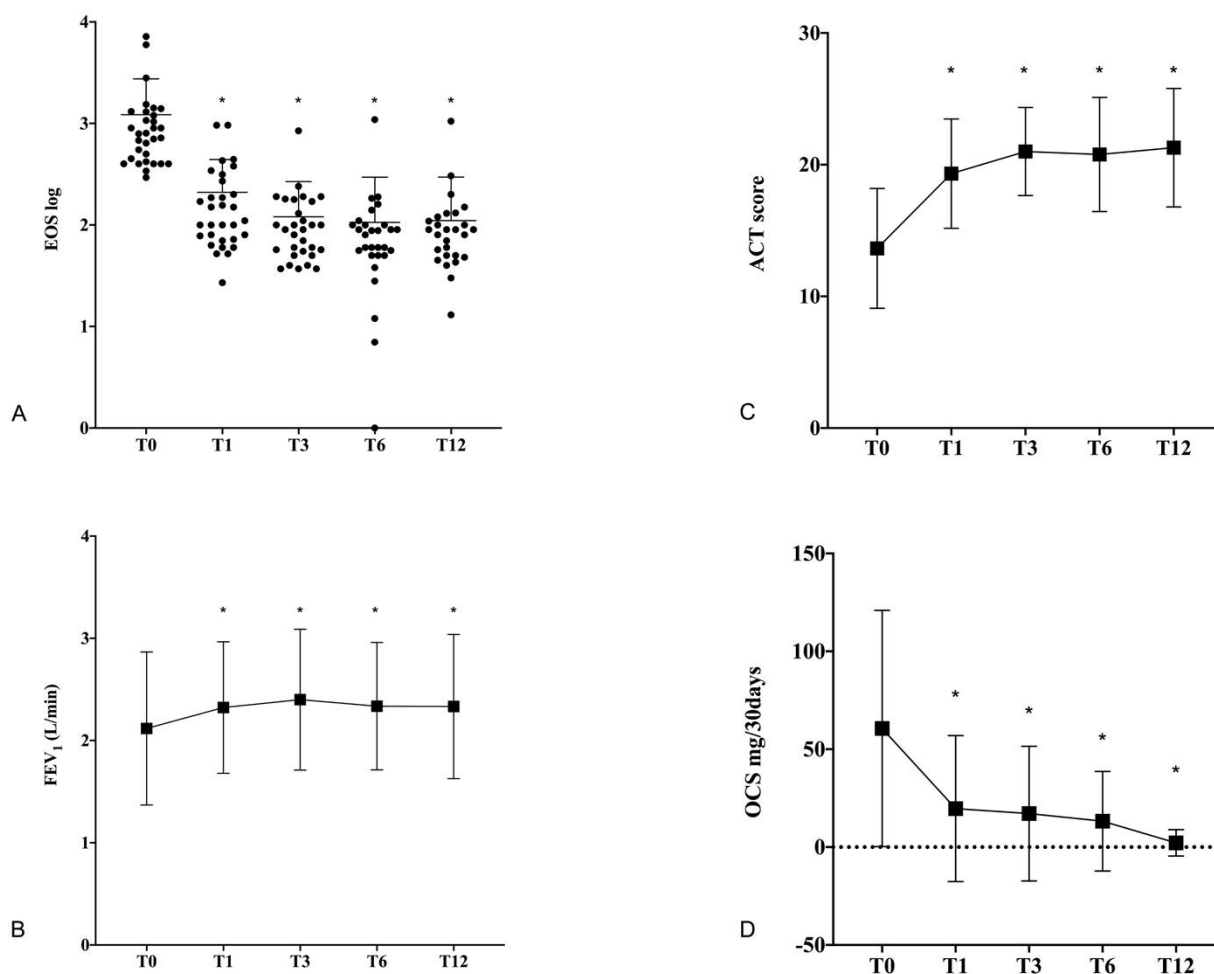 4
3
2
1
0
EOS log
* * * *
T0 T1 T3 T6 T12
A
30
20
10
0
ACT score
* * * *
T0 T1 T3 T6 T12
C
4
3
2
1
0
FEV₁ (L/min)
* * * *
T0 T1 T3 T6 T12
B
150
100
50
0
-50
OCS mg/30days
* * * *
T0 T1 T3 T6 T12
D